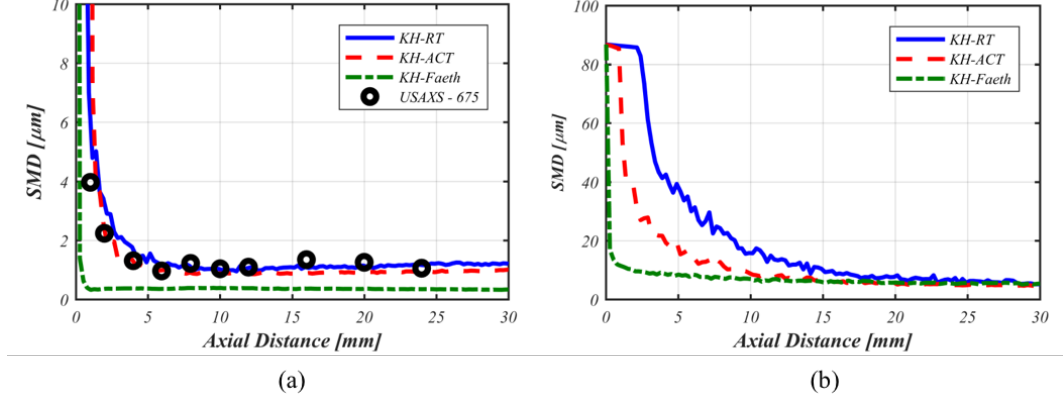 10
8
6
4
2
0
SMD [μm]
KH-RT
KH-ACT
KH-Faeth
USAXS - 675
0 5 10 15 20 25 30
Axial Distance [mm]
(a)
100
80
60
40
20
0
SMD [μm]
KH-RT
KH-ACT
KH-Faeth
0 5 10 15 20 25 30
Axial Distance [mm]
(b)